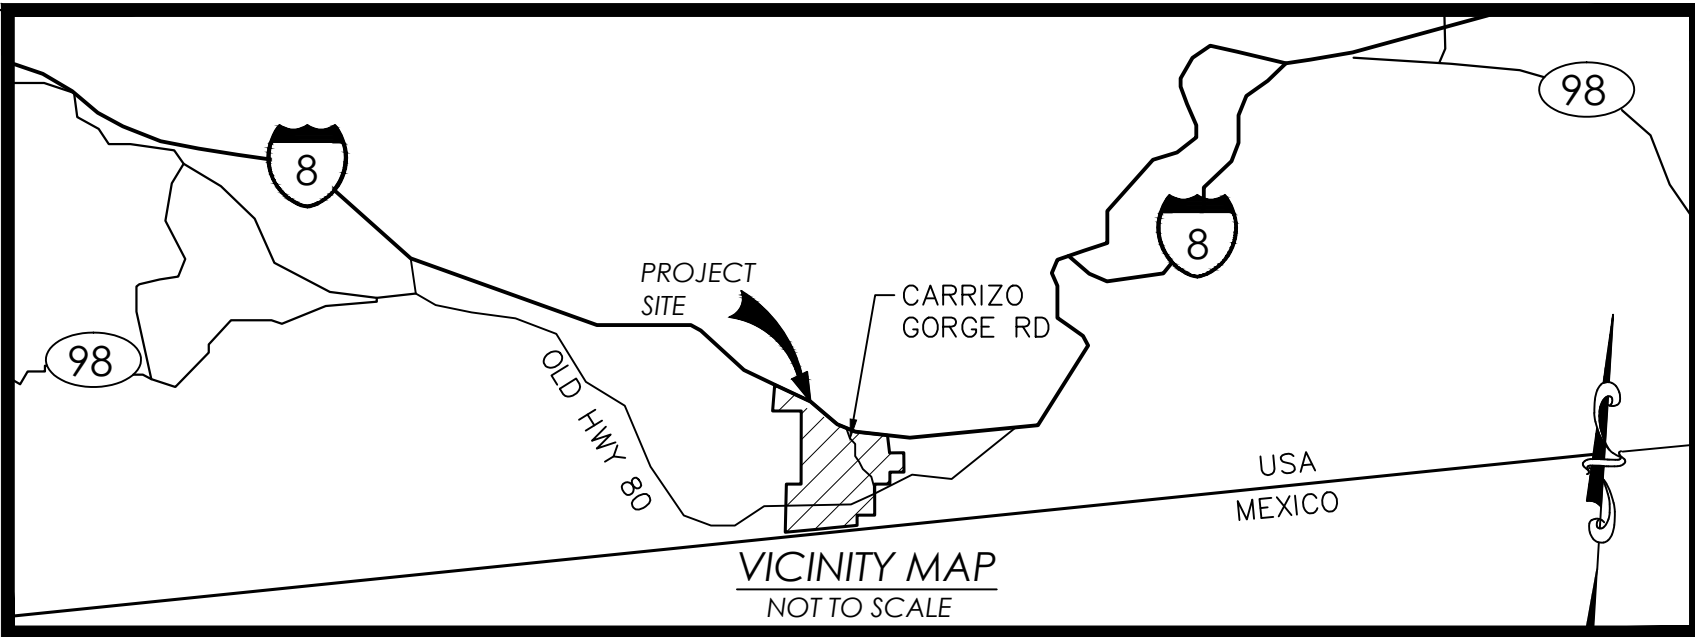 98
8
8
PROJECT
SITE
CARRIZO
GORGE RD
98
OLD HWY 80
USA
MEXICO
VICINITY MAP
NOT TO SCALE